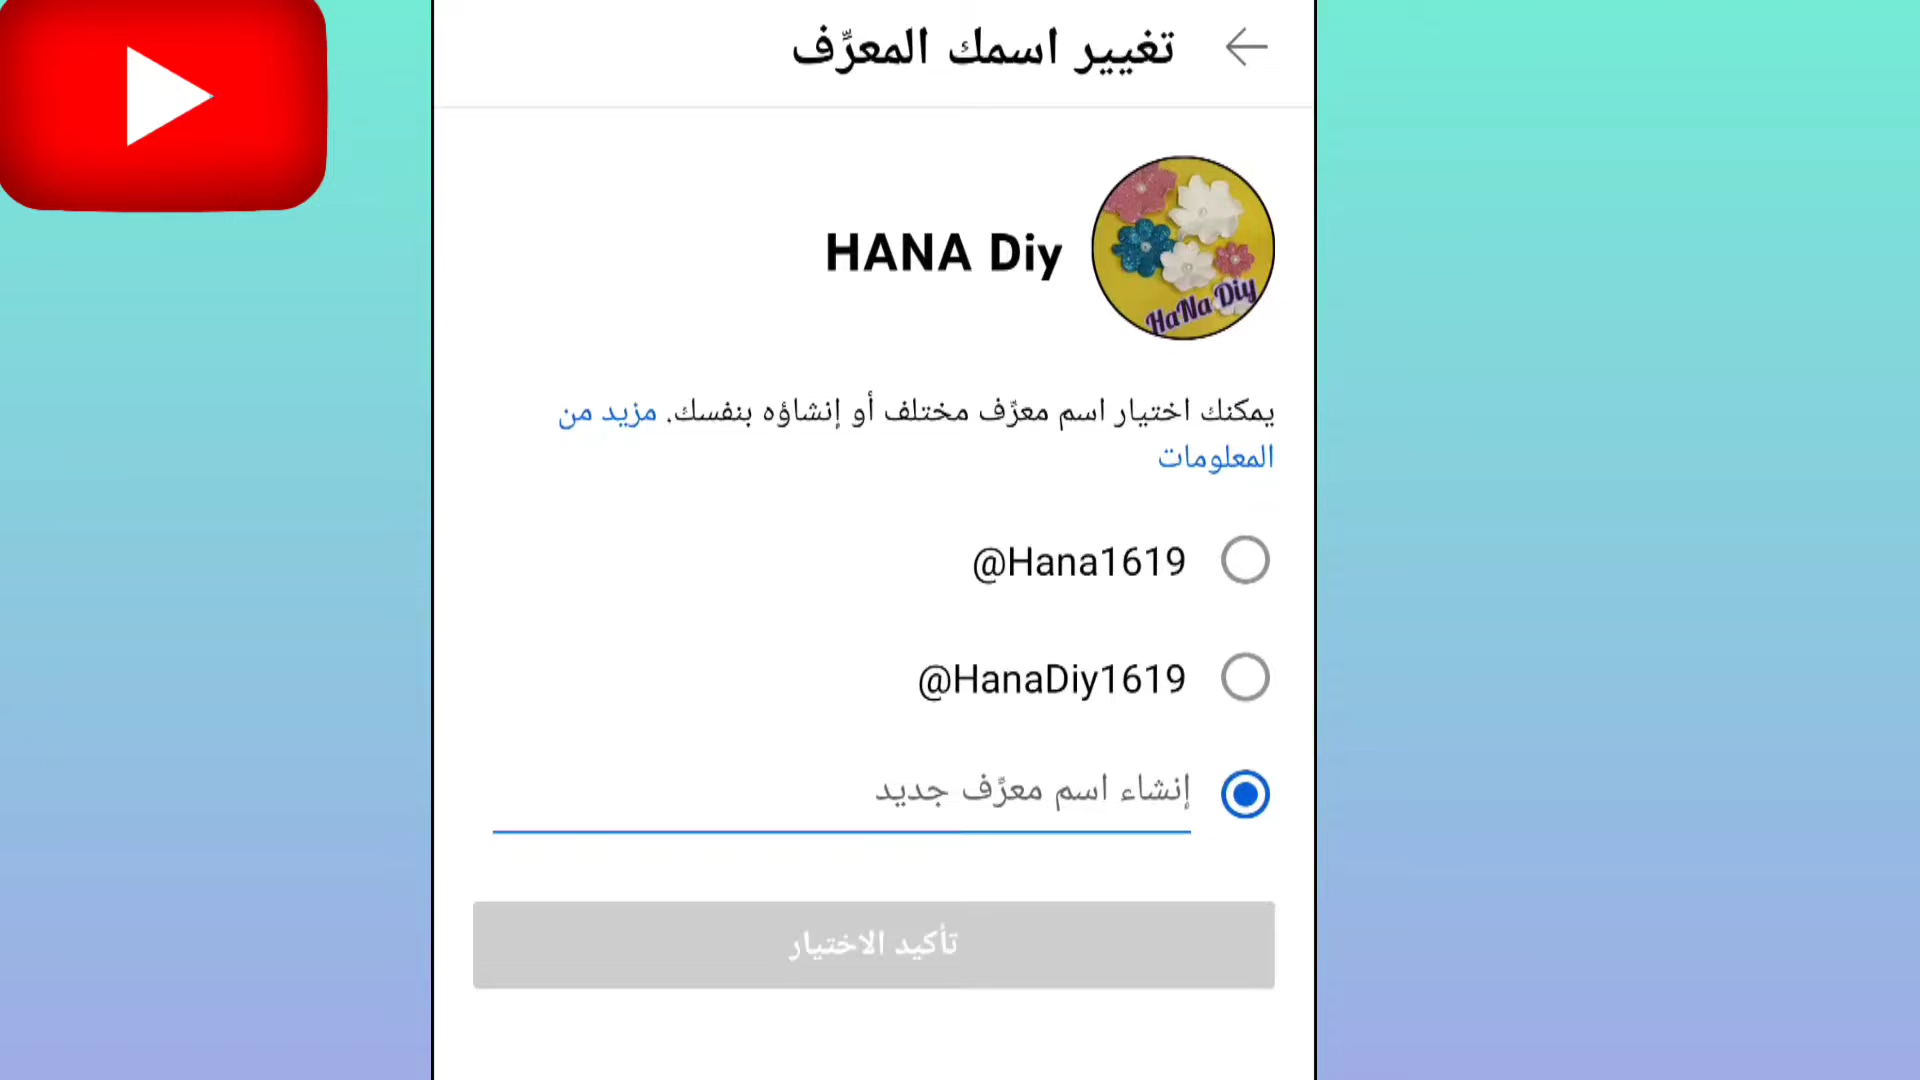 تغيير اسمك المعرِّف
HANA Diy
HaNa Diy
يمكنك اختيار اسم معرِّف مختلف أو إنشاؤه بنفسك. مزيد من
المعلومات
@Hana1619
@HanaDiy1619
إنشاء اسم معرِّف جديد
تأكيد الاختيار